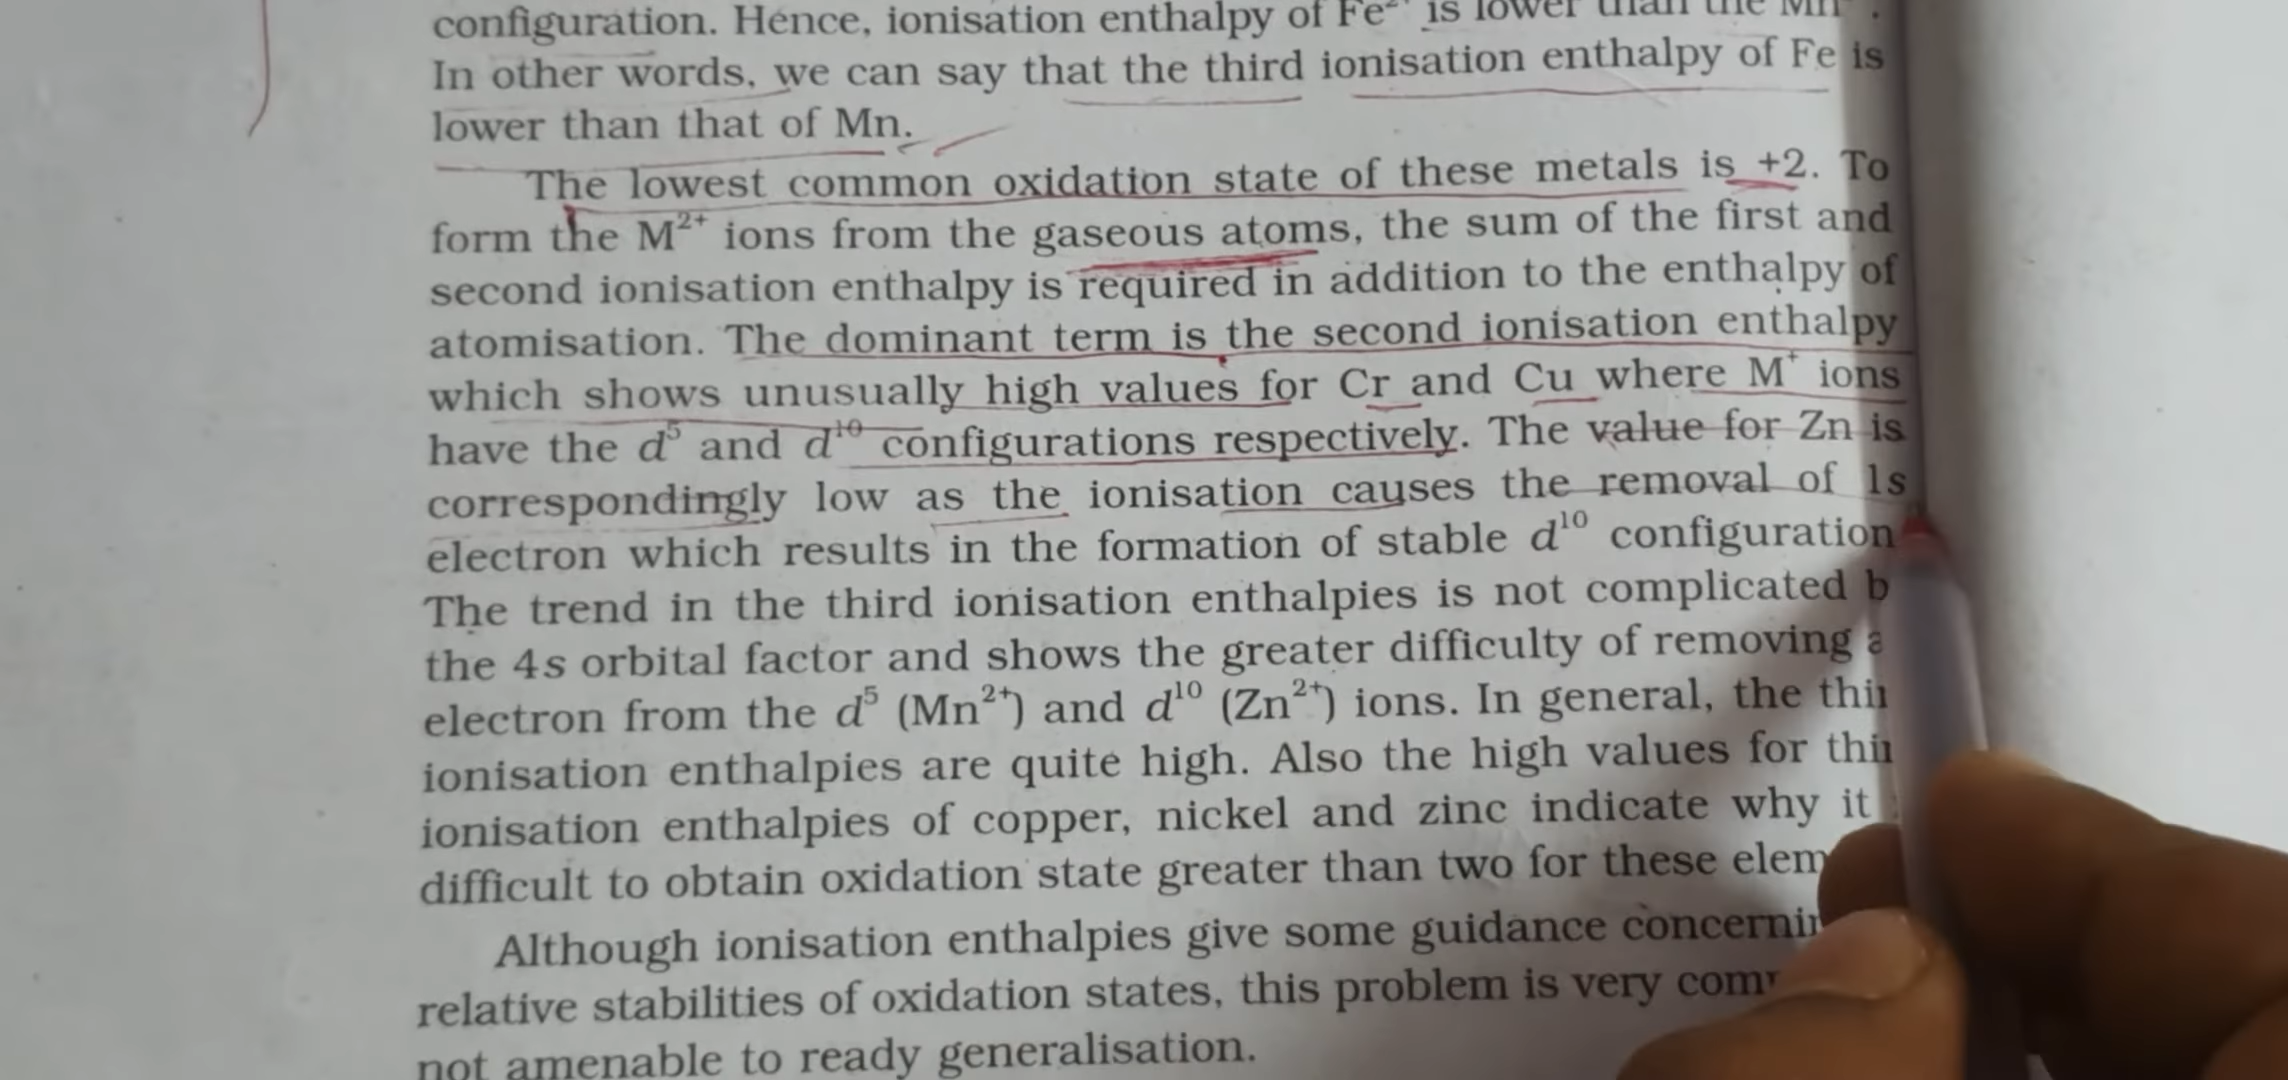 configuration. Hence, ionisation enthalpy of Fe²⁺ is lower than the Mn .
In other words, we can say that the third ionisation enthalpy of Fe is
lower than that of Mn.
The lowest common oxidation state of these metals is +2. To
form the M²⁺ ions from the gaseous atoms, the sum of the first and
second ionisation enthalpy is required in addition to the enthalpy of
atomisation. The dominant term is the second ionisation enthalpy
which shows unusually high values for Cr and Cu where M⁺ ions
have the d⁵ and d¹⁰ configurations respectively. The value for Zn is
correspondingly low as the ionisation causes the removal of 1s
electron which results in the formation of stable d¹⁰ configuration
The trend in the third ionisation enthalpies is not complicated
the 4s orbital factor and shows the greater difficulty of removing
electron from the d⁵ (Mn²⁺) and d¹⁰ (Zn²⁺) ions. In general, the
ionisation enthalpies are quite high. Also the high values for
ionisation enthalpies of copper, nickel and zinc indicate why it
difficult to obtain oxidation state greater than two for these
Although ionisation enthalpies give some guidance
relative stabilities of oxidation states, this problem is very
not amenable to ready generalisation.